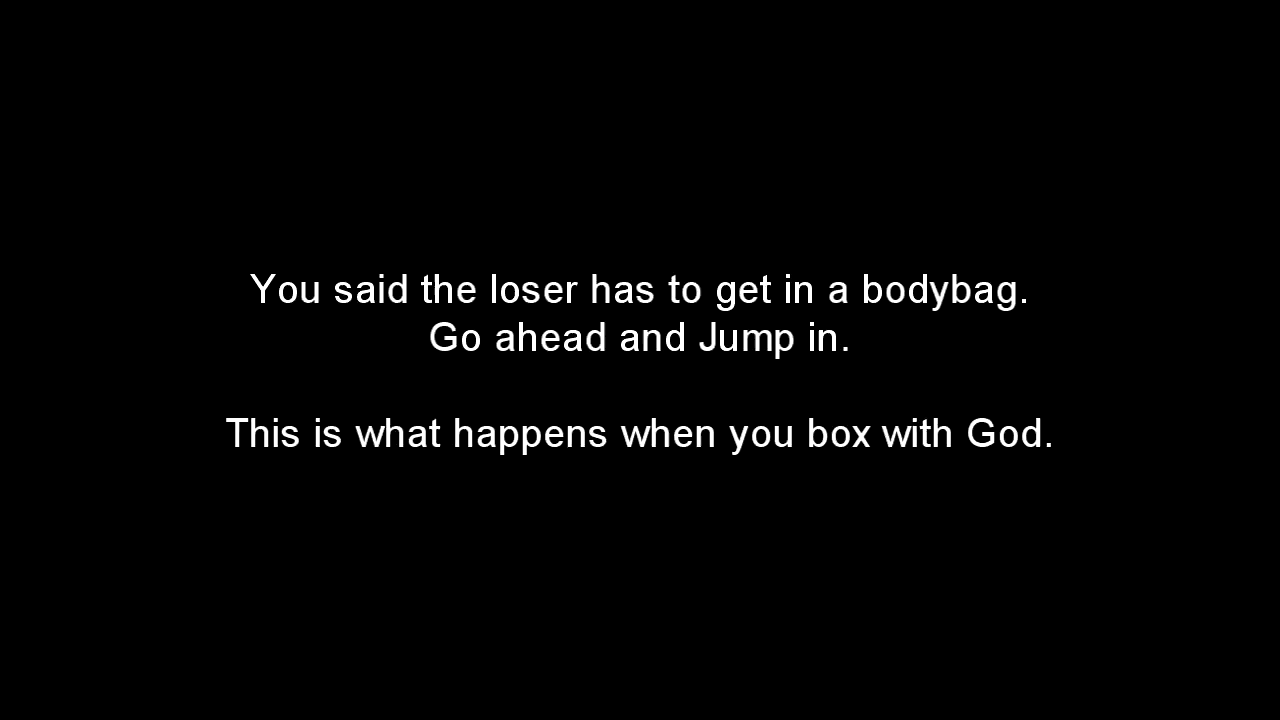 You said the loser has to get in a bodybag.
Go ahead and Jump in.
This is what happens when you box with God.